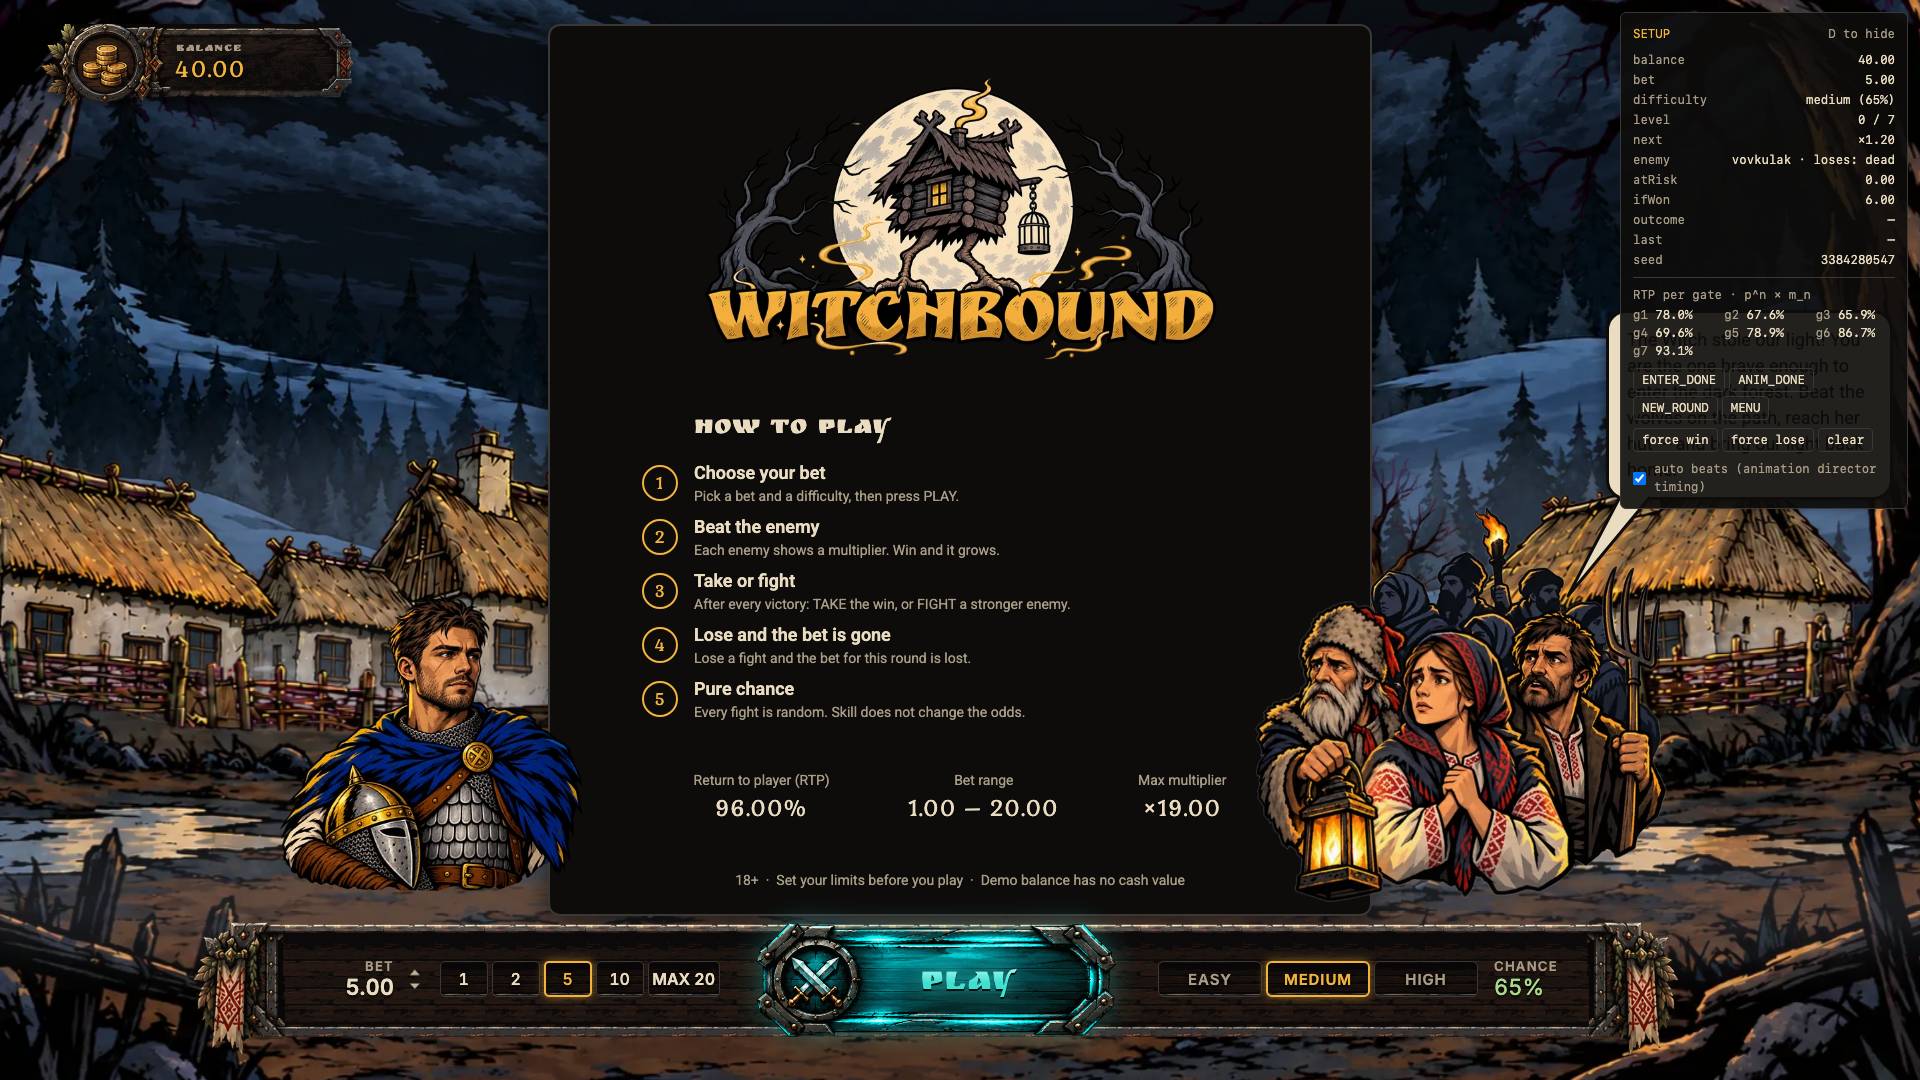 BALANCE
40.00
WITCHBOUND
HOW TO PLAY
1
Choose your bet
Pick a bet and a difficulty, then press PLAY.
2
Beat the enemy
Each enemy shows a multiplier. Win and it grows.
3
Take or fight
After every victory: TAKE the win, or FIGHT a stronger enemy.
4
Lose and the bet is gone
Lose a fight and the bet for this round is lost.
5
Pure chance
Every fight is random. Skill does not change the odds.
Return to player (RTP) Bet range Max multiplier
96.00% 1.00 – 20.00 ×19.00
18+ · Set your limits before you play · Demo balance has no cash value
SETUP D to hide
balance 40.00
bet 5.00
difficulty medium (65%)
level 0 / 7
next ×1.20
enemy vovkulak · loses: dead
atRisk 0.00
ifWon 6.00
outcome —
last —
seed 3384280547
RTP per gate · p^n × m_n
g1 78.0% g2 67.6% g3 65.9%
g4 69.6% g5 78.9% g6 86.7%
g7 93.1%
ENTER_DONE ANIM_DONE
NEW_ROUND MENU
force win force lose clear
auto beats (animation director
timing)
BET
5.00
1 2 5 10 MAX 20
PLAY
EASY MEDIUM HIGH
CHANCE
65%